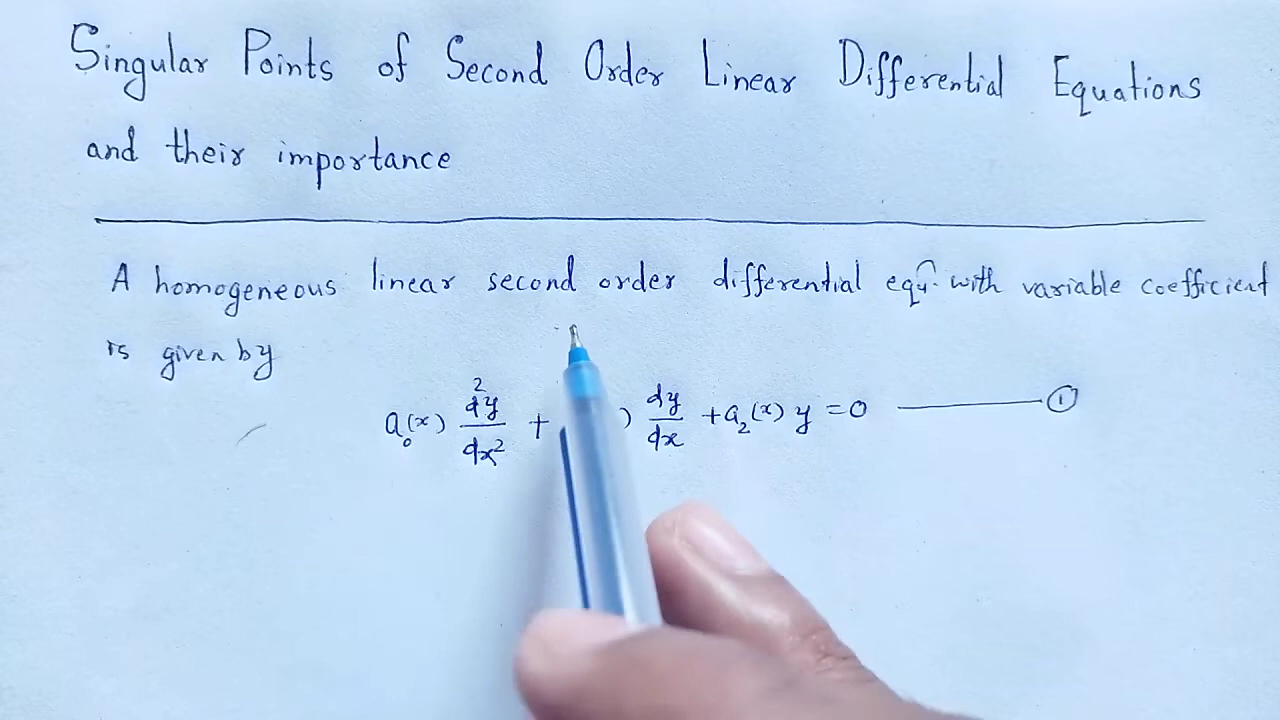 Singular Points of Second Order Linear Differential Equations
and their importance
A homogeneous linear second order differential eqn. with variable coefficient
is given by
a₀(x) d²y/dx² + ) dy/dx + a₂(x) y = 0 ——— ①